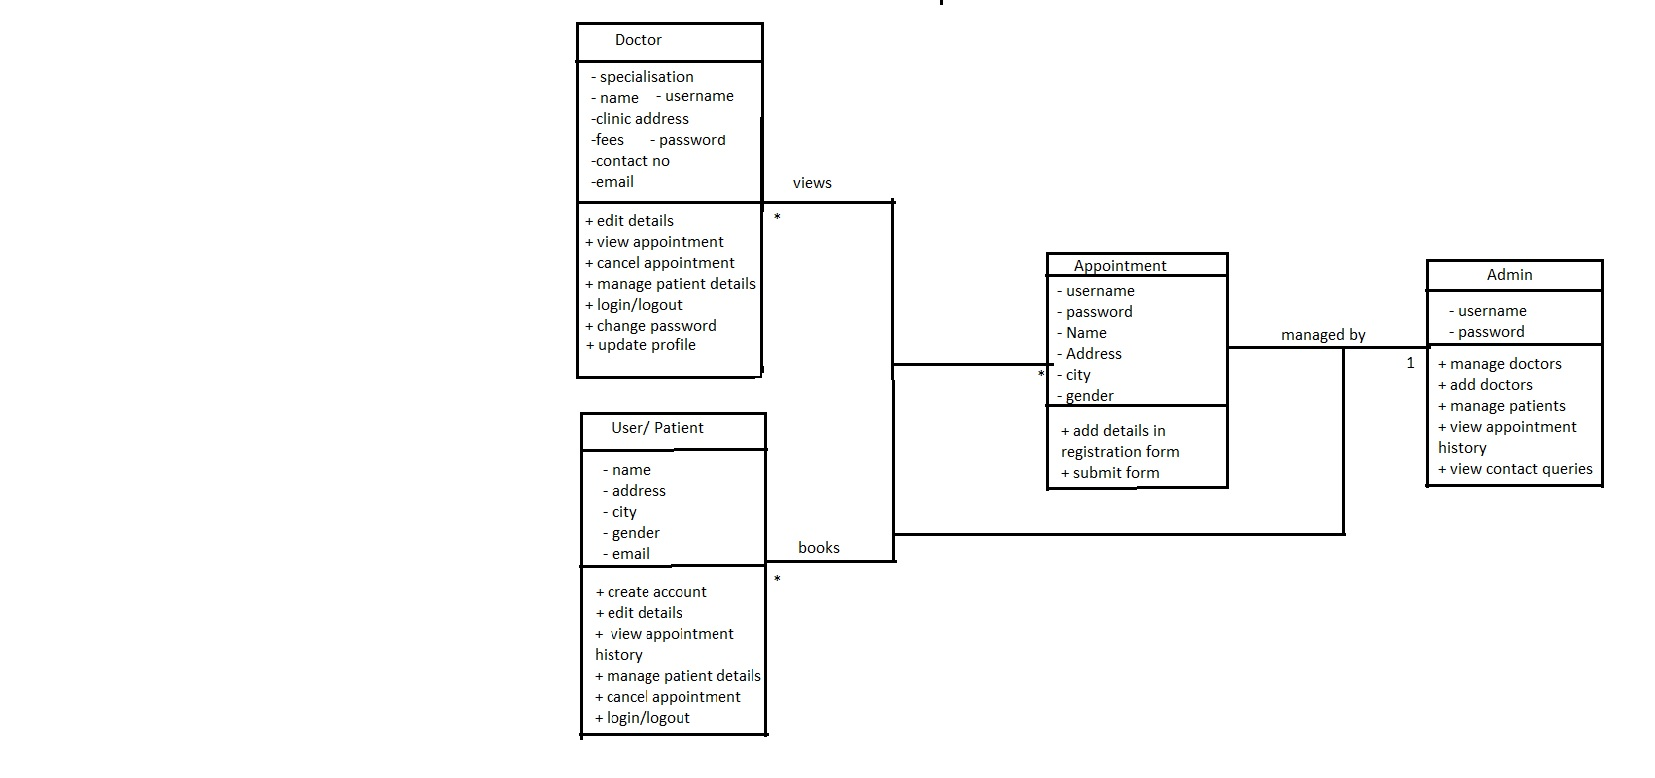 Doctor
- specialisation
- name - username
-clinic address
-fees - password
-contact no
-email
+ edit details
+ view appointment
+ cancel appointment
+ manage patient details
+ login/logout
+ change password
+ update profile
views
*
User/ Patient
- name
- address
- city
- gender
- email
+ create account
+ edit details
+ view appointment
history
+ manage patient details
+ cancel appointment
+ login/logout
books
*
Appointment
- username
- password
- Name
- Address
- city
- gender
+ add details in
registration form
+ submit form
*
managed by
1
Admin
- username
- password
+ manage doctors
+ add doctors
+ manage patients
+ view appointment
history
+ view contact queries